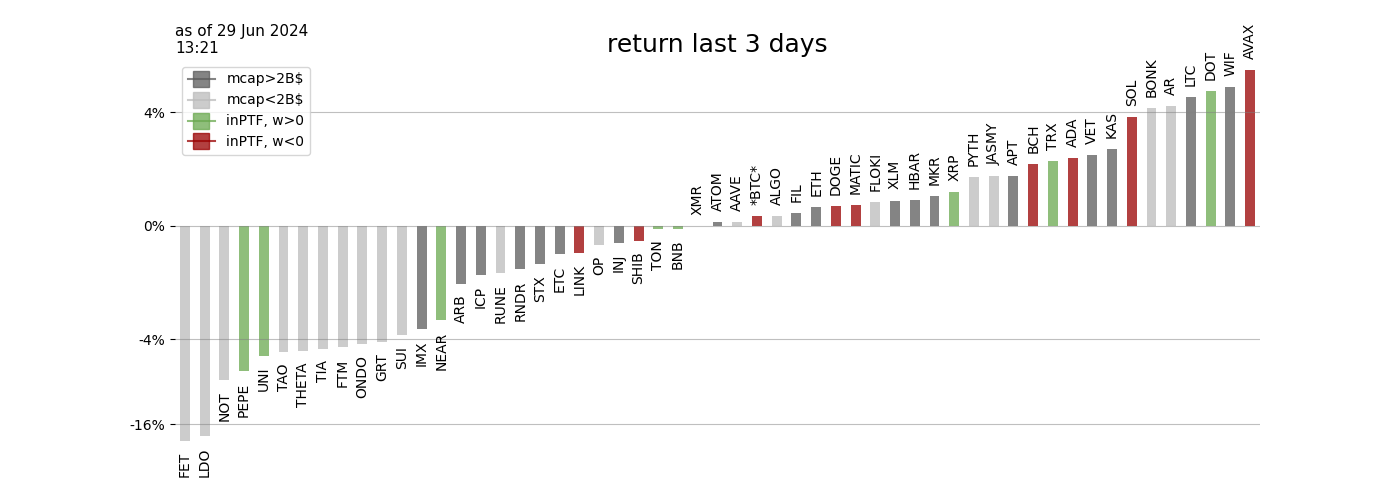 as of 29 Jun 2024
13:21
return last 3 days
mcap>2B$
mcap<2B$
inPTF, w>0
inPTF, w<0
4%
0%
-4%
-16%
FET
LDO
NOT
PEPE
UNI
TAO
THETA
TIA
FTM
ONDO
GRT
SUI
IMX
NEAR
ARB
ICP
RUNE
RNDR
STX
ETC
LINK
OP
INJ
SHIB
TON
BNB
XMR
ATOM
AAVE
*BTC*
ALGO
FIL
ETH
DOGE
MATIC
FLOKI
XLM
HBAR
MKR
XRP
PYTH
JASMY
APT
BCH
TRX
ADA
VET
KAS
SOL
BONK
AR
LTC
DOT
WIF
AVAX